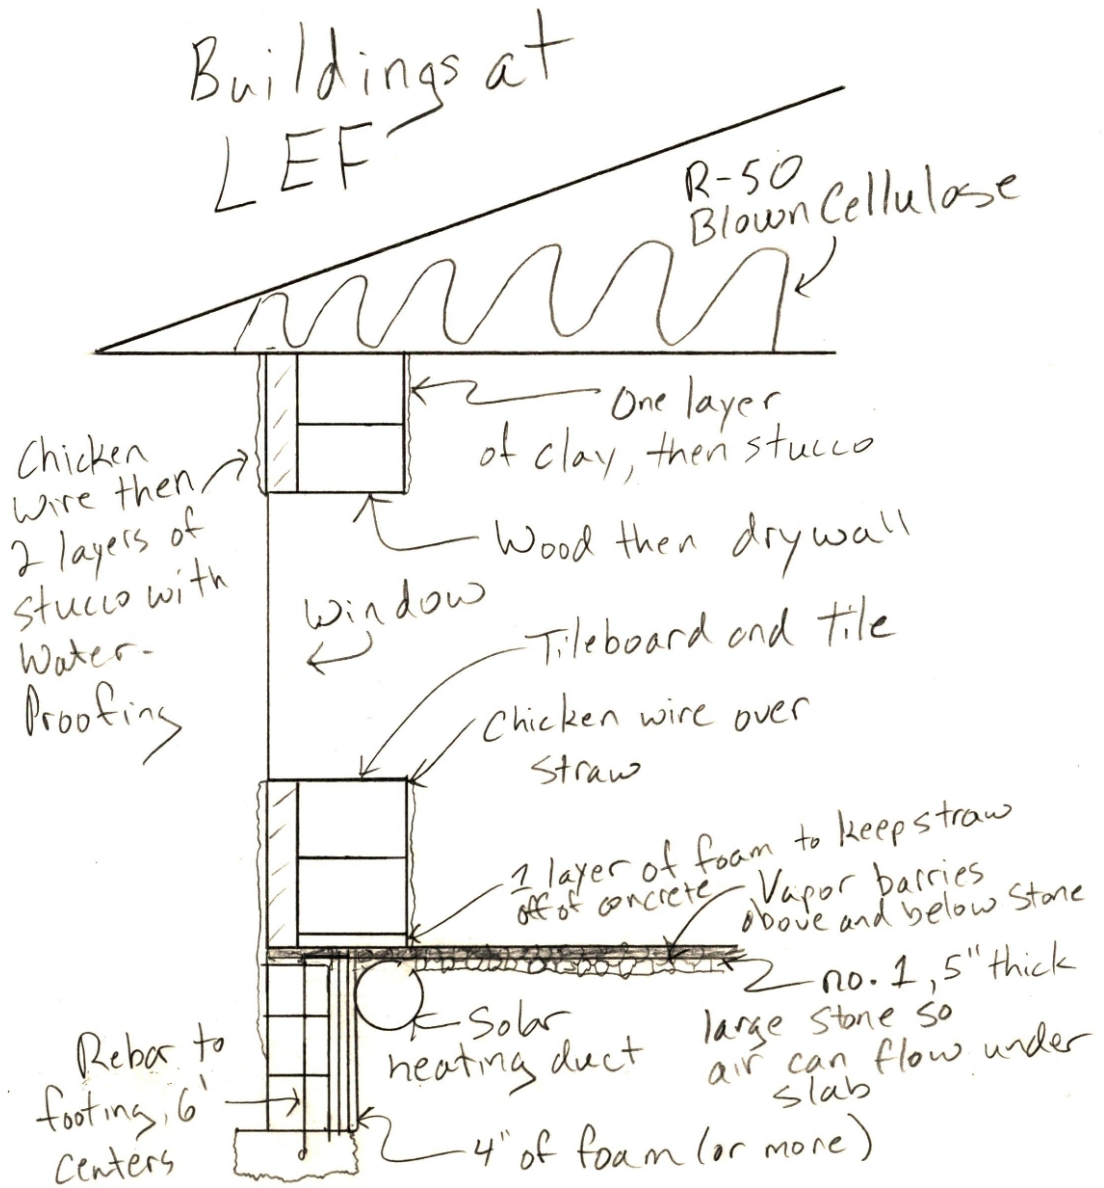 Buildings at
LEF
R-50
Blown Cellulose
One layer
of clay, then stucco
Chicken
wire then
2 layers of
stucco with
Water-
Proofing
Wood then drywall
Window
Tileboard and tile
Chicken wire over
straw
1 layer of foam to keep straw
off of concrete
Vapor barries
above and below stone
no. 1, 5" thick
large stone so
air can flow under
slab
Solar
heating duct
Rebar to
footing, 6'
centers
4" of foam (or more)